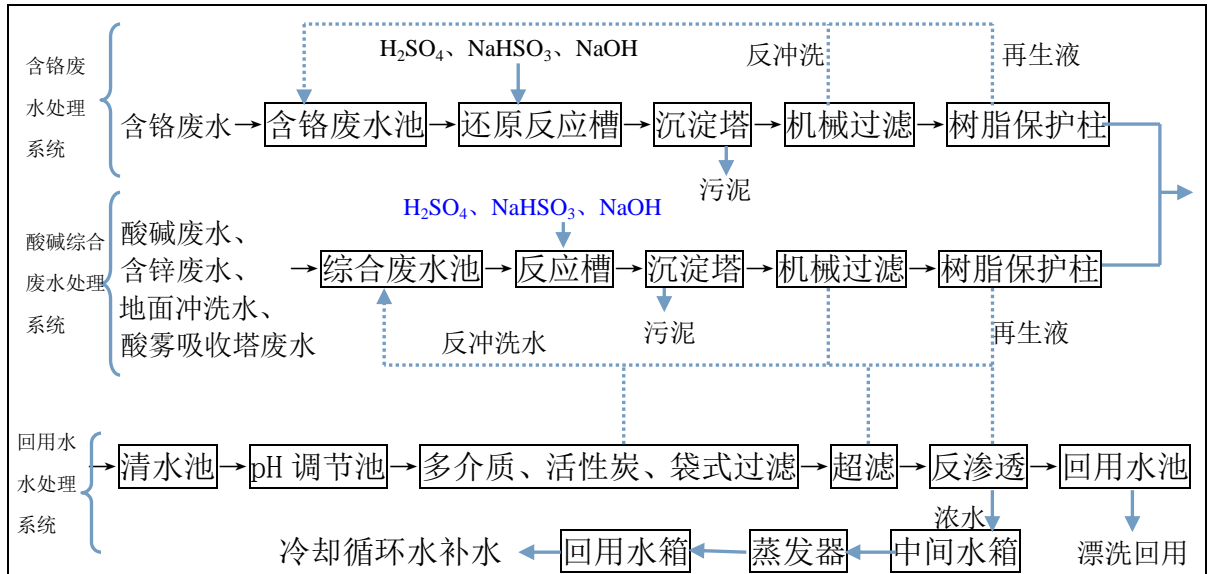 H₂SO₄、NaHSO₃、NaOH
反冲洗
再生液
含铬废
水处理
系统
含铬废水
含铬废水池
还原反应槽
沉淀塔
机械过滤
树脂保护柱
污泥
H₂SO₄、NaHSO₃、NaOH
酸碱综合
废水处理
系统
酸碱废水、
含锌废水、
地面冲洗水、
酸雾吸收塔废水
综合废水池
反应槽
沉淀塔
机械过滤
树脂保护柱
污泥
反冲洗水
再生液
回用水
水处理
系统
清水池
pH 调节池
多介质、活性炭、袋式过滤
超滤
反渗透
回用水池
浓水
冷却循环水补水
回用水箱
蒸发器
中间水箱
漂洗回用